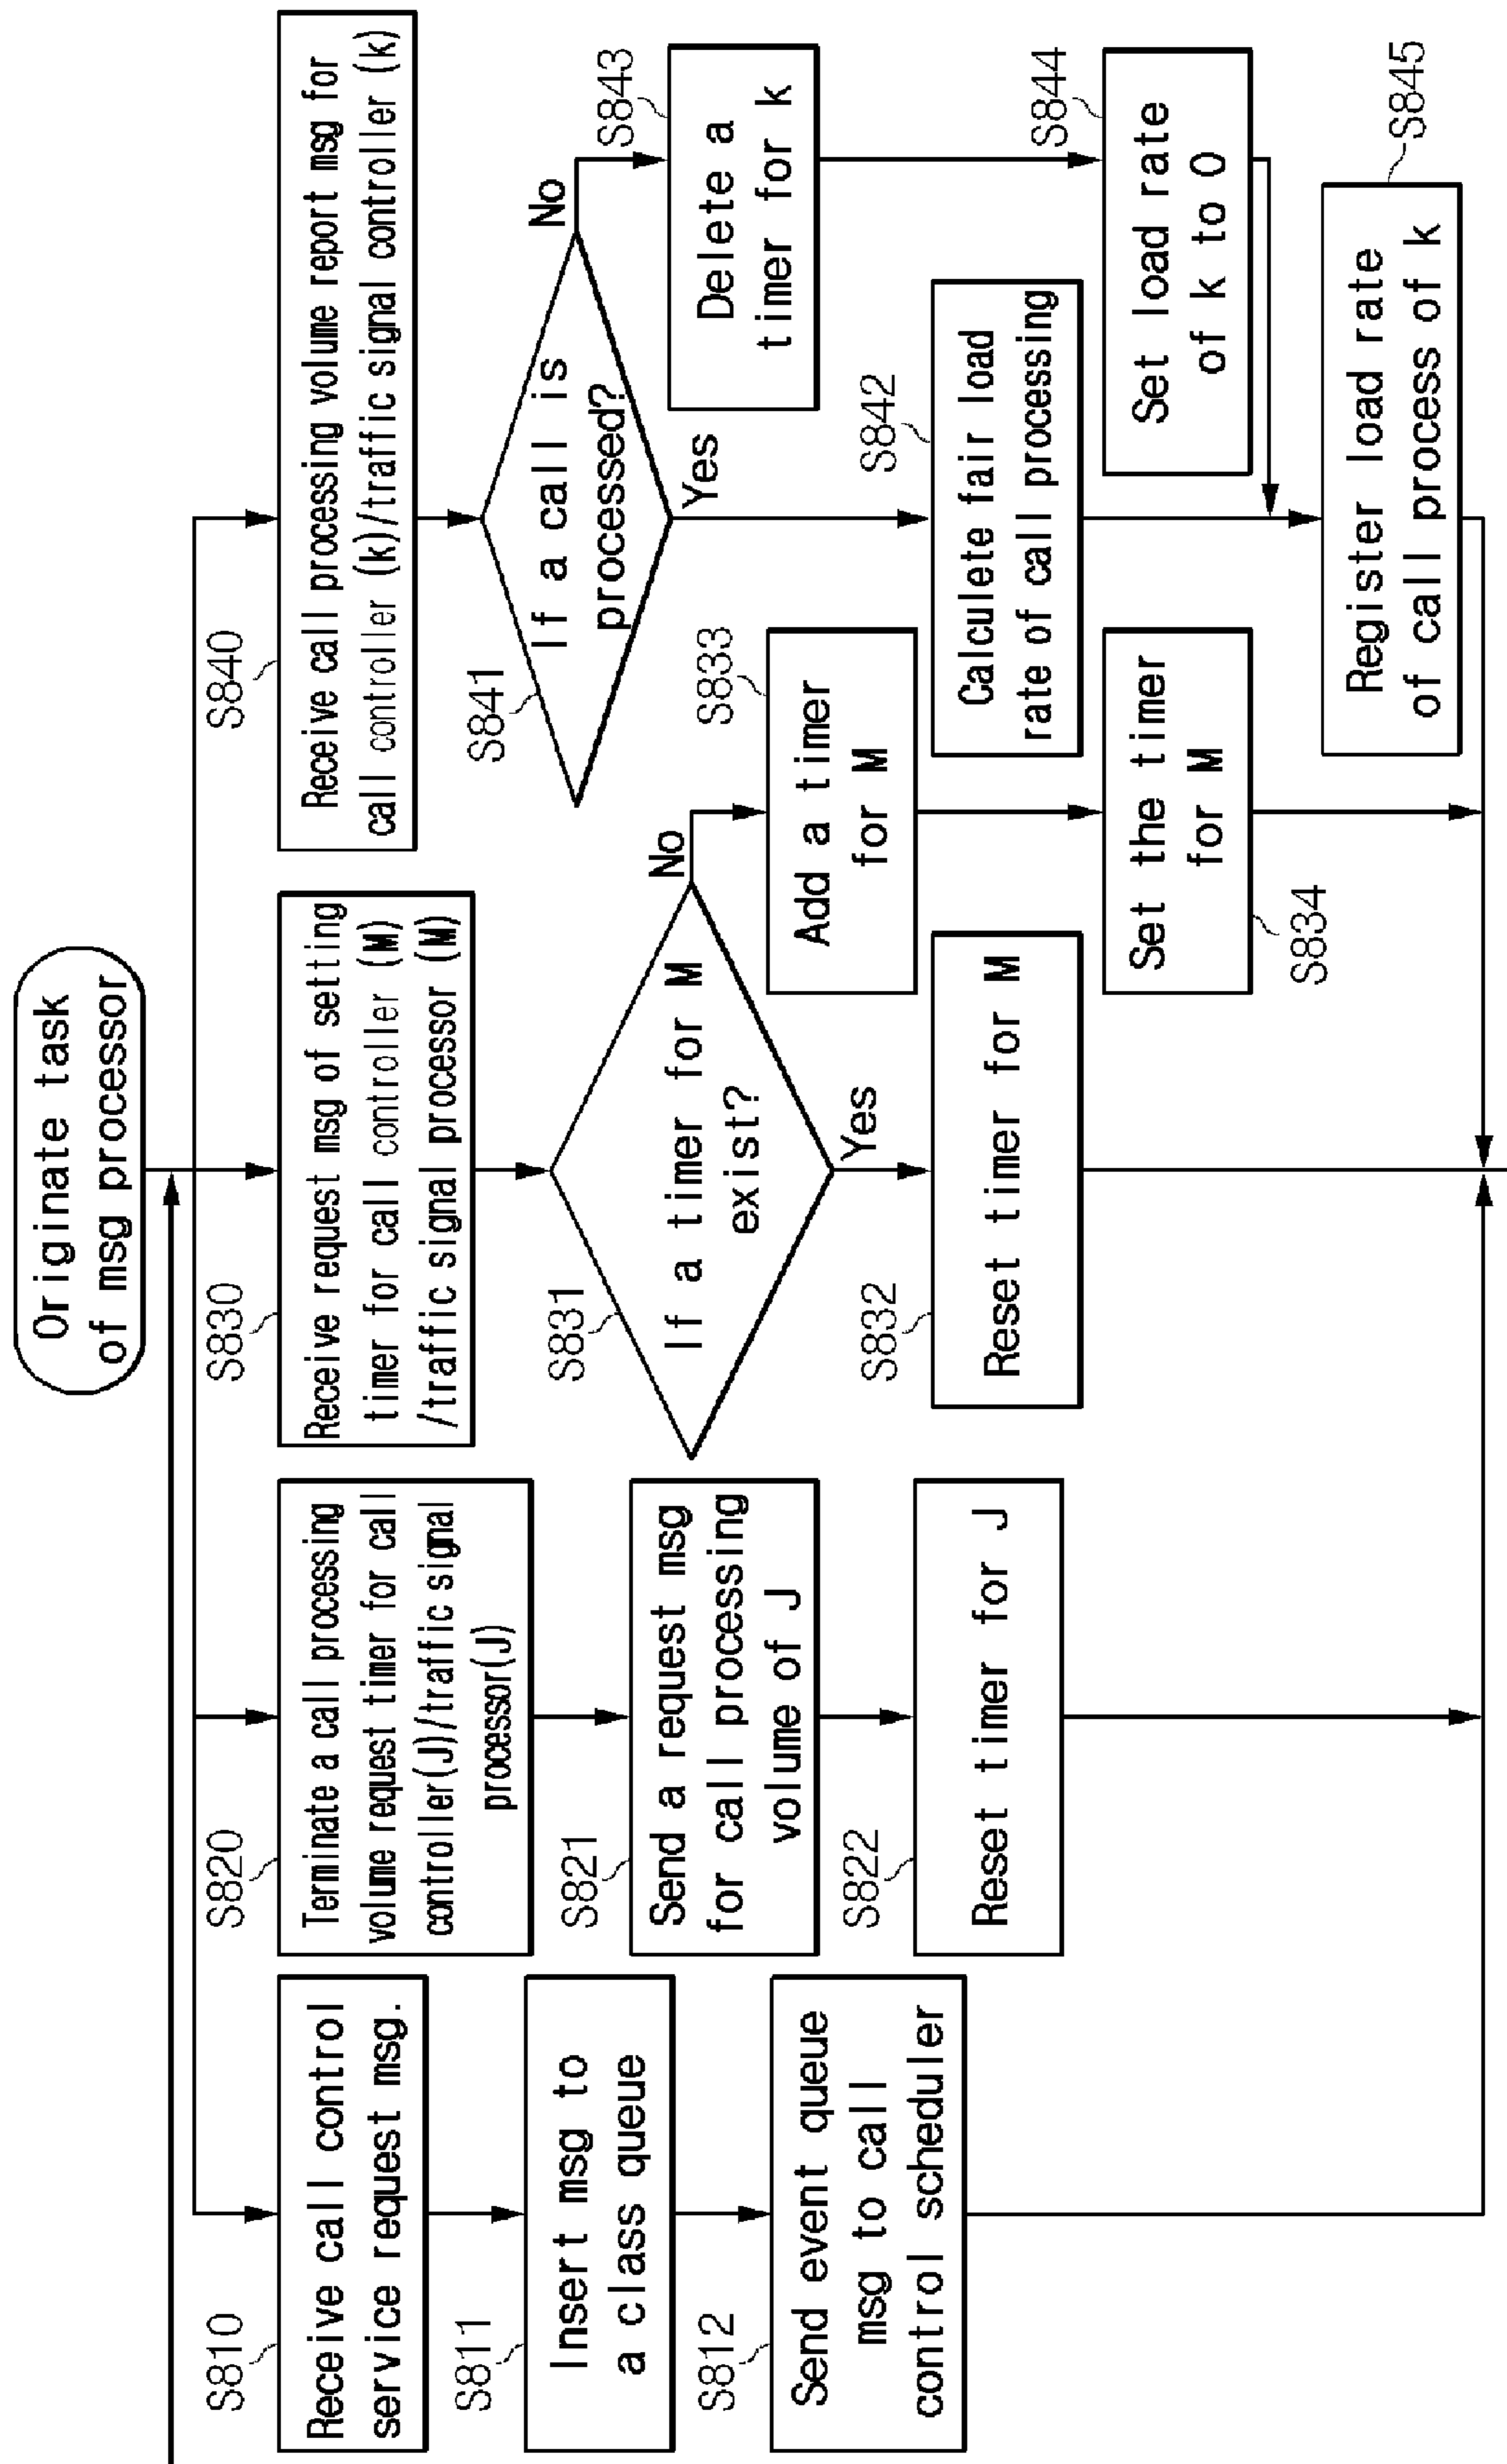 Originate task
of msg processor
S810
Receive call control
service request msg.
S811
Insert msg to
a class queue
S812
Send event queue
msg to call
control scheduler
S820
Terminate a call processing
volume request timer for call
controller(J)/traffic signal
processor(J)
S821
Send a request msg
for call processing
volume of J
S822
Reset timer for J
S830
Receive request msg of setting
timer for call controller (M)
/traffic signal processor (M)
S831
If a timer for M
exist?
No
Yes
S832
Reset timer for M
S833
Add a timer
for M
Set the timer
for M
S834
S840
Receive call processing volume report msg for
call controller (k)/traffic signal controller (k)
S841
If a call is
processed?
No
Yes
S842
Calculete fair load
rate of call processing
S843
Delete a
timer for k
S844
Set load rate
of k to 0
Register load rate
of call process of k
S845